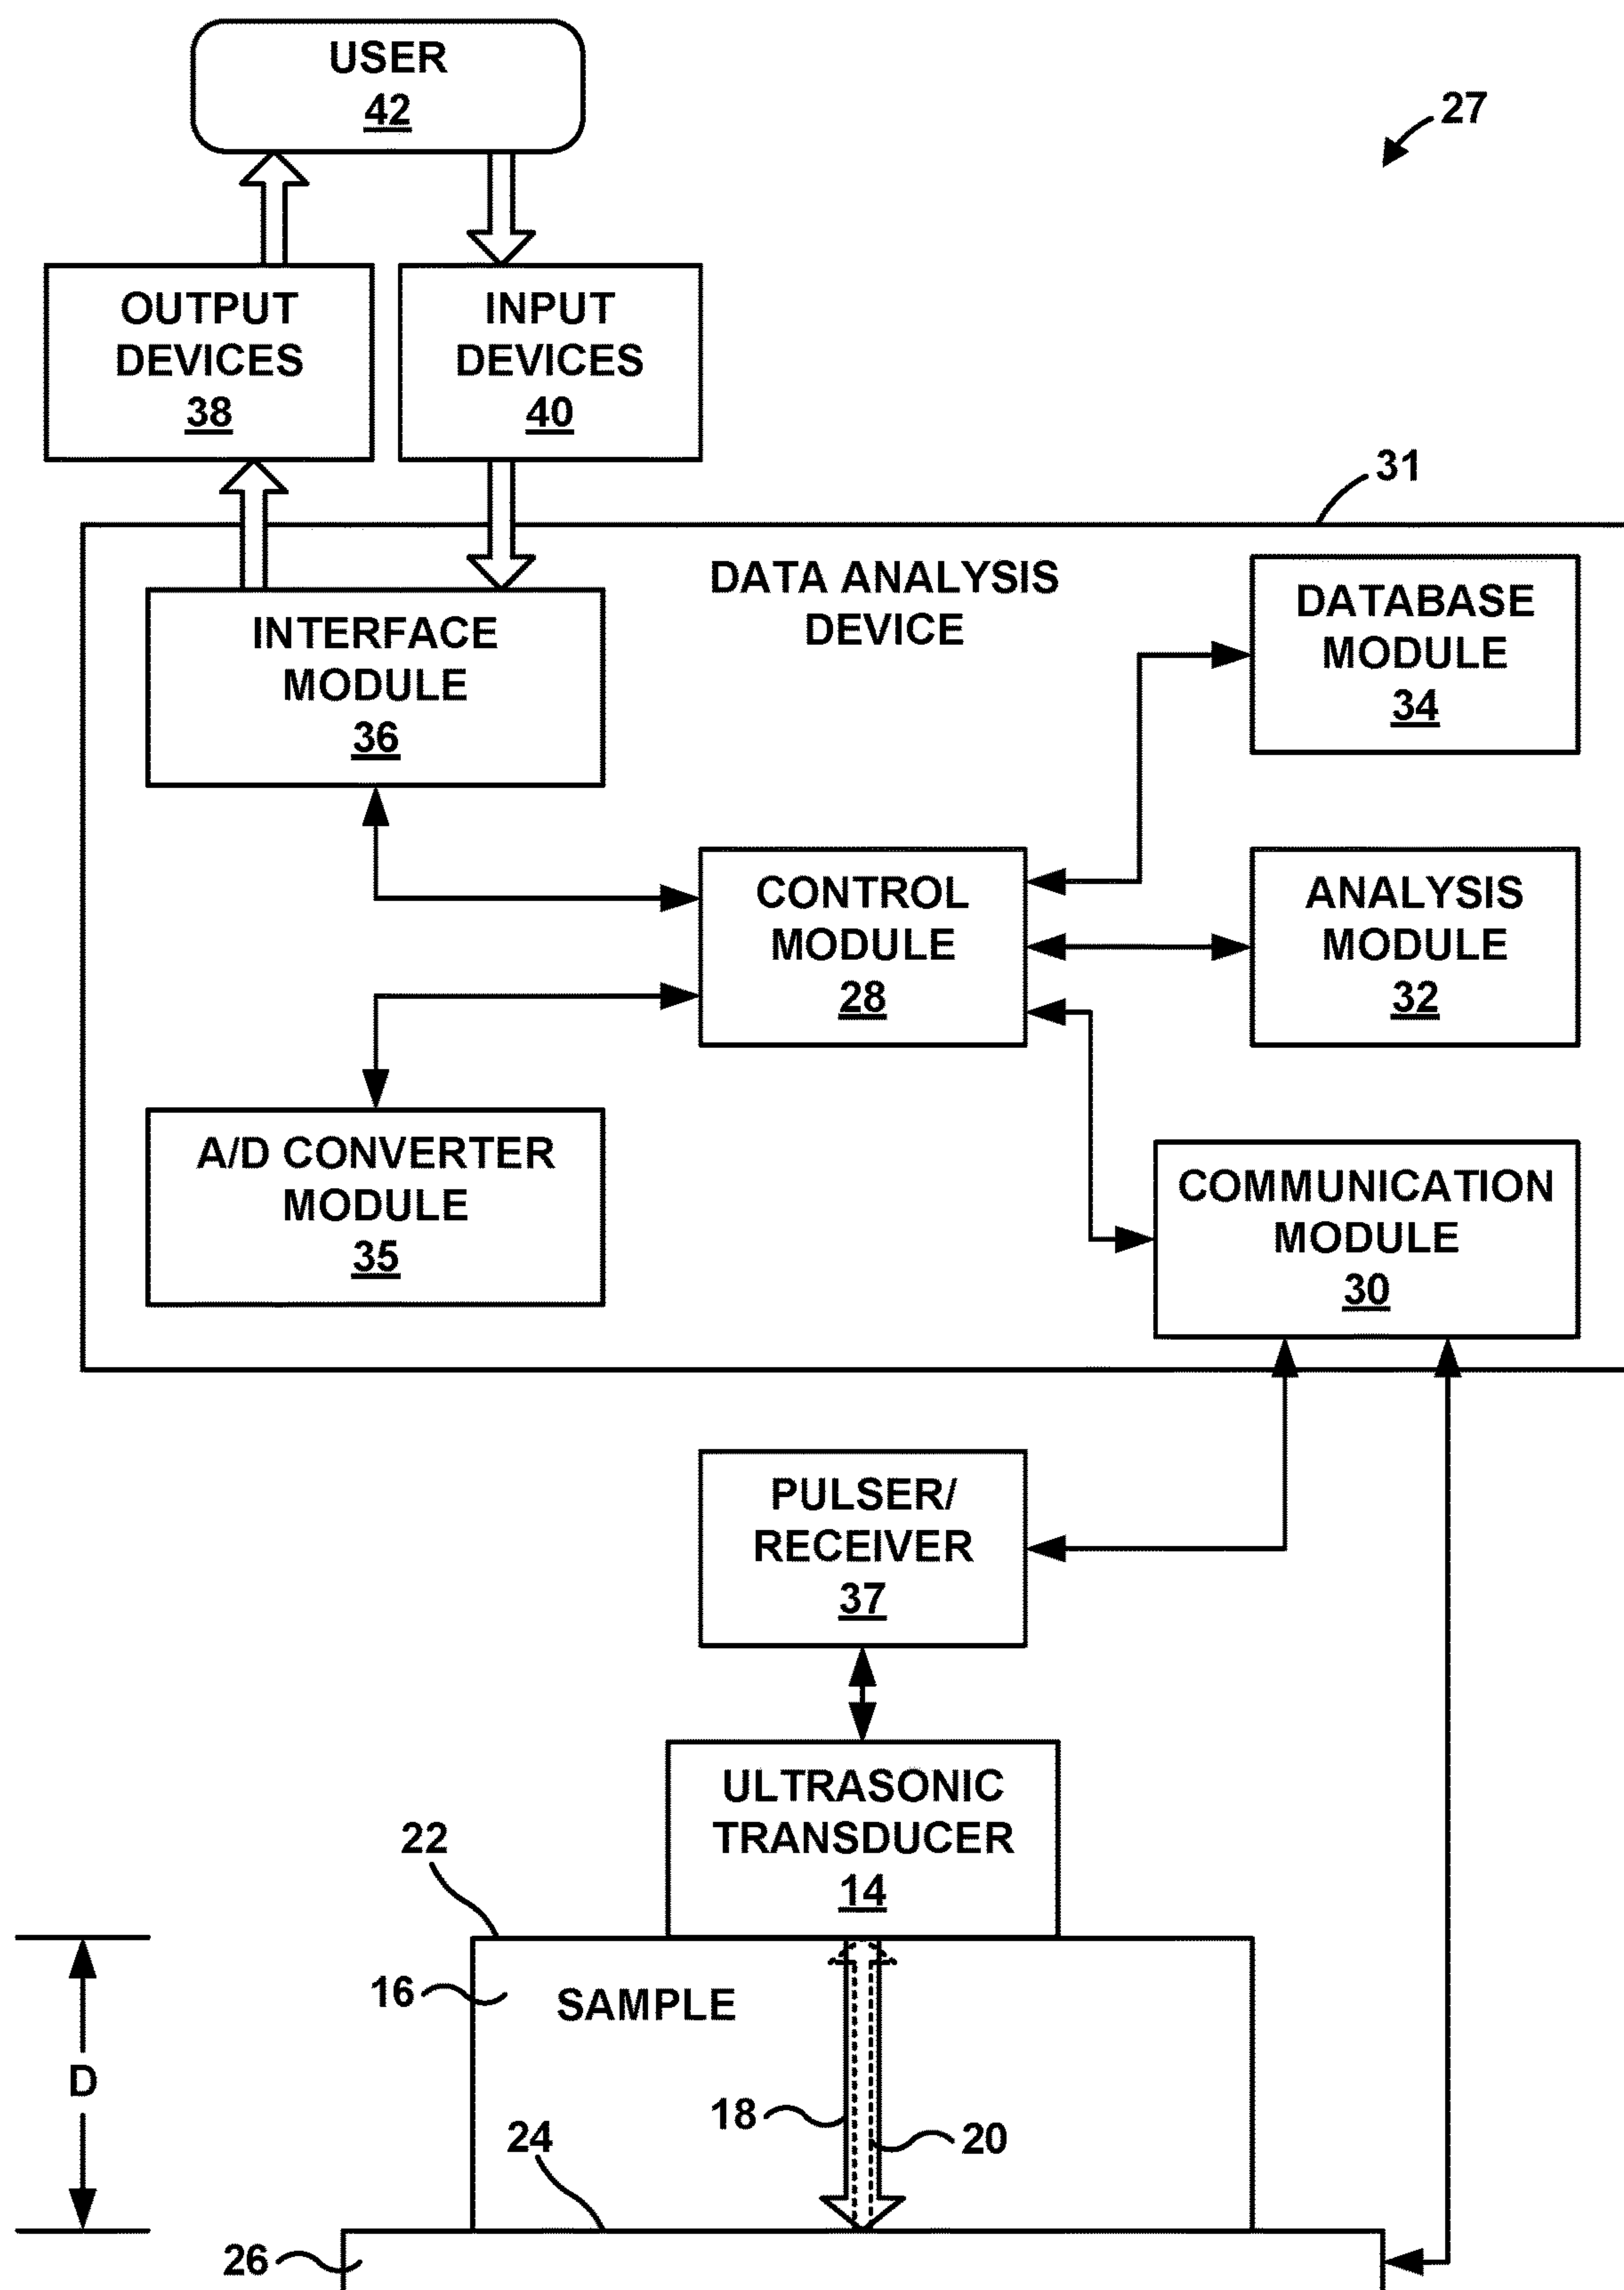 USER
42
27
OUTPUT
DEVICES
38
INPUT
DEVICES
40
31
DATA ANALYSIS
DEVICE
INTERFACE
MODULE
36
DATABASE
MODULE
34
CONTROL
MODULE
28
ANALYSIS
MODULE
32
A/D CONVERTER
MODULE
35
COMMUNICATION
MODULE
30
PULSER/
RECEIVER
37
ULTRASONIC
TRANSDUCER
14
22
16
SAMPLE
D
18
20
24
26